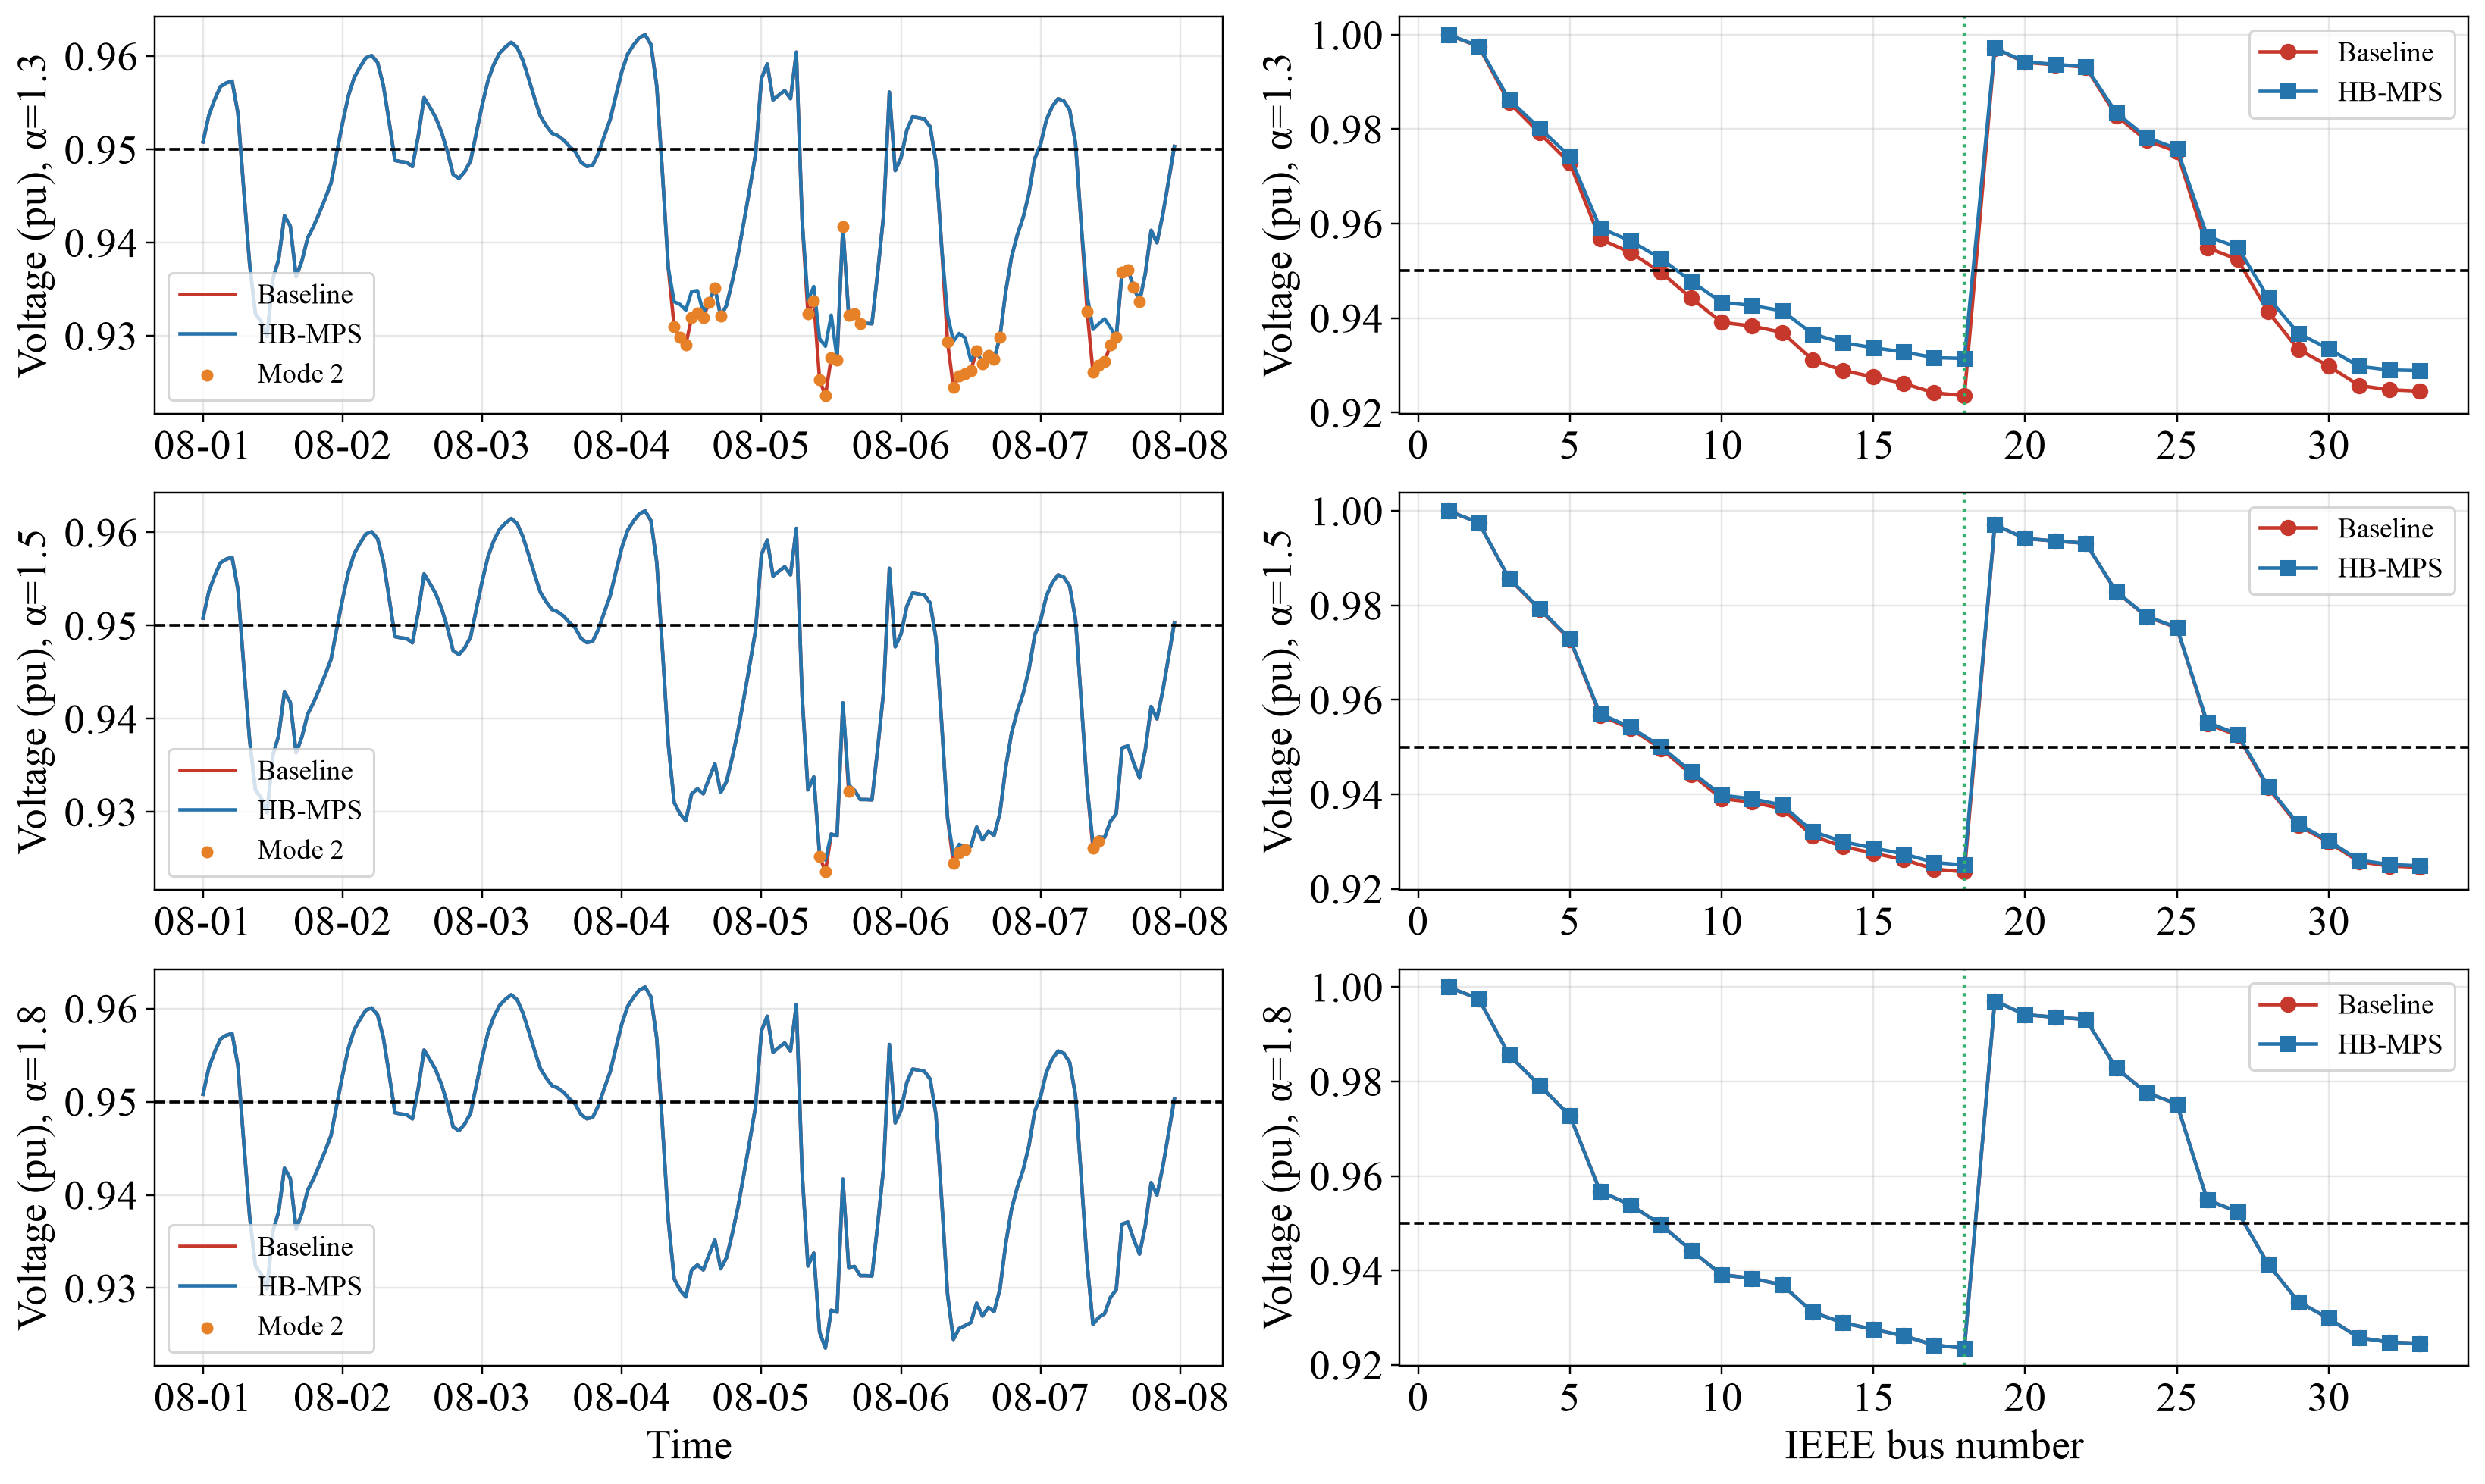 Voltage (pu), α=1.3
0.96
0.95
0.94
0.93
Baseline
HB-MPS
Mode 2
08-01 08-02 08-03 08-04 08-05 08-06 08-07 08-08
Voltage (pu), α=1.3
1.00
0.98
0.96
0.94
0.92
Baseline
HB-MPS
0 5 10 15 20 25 30
Voltage (pu), α=1.5
0.96
0.95
0.94
0.93
Baseline
HB-MPS
Mode 2
08-01 08-02 08-03 08-04 08-05 08-06 08-07 08-08
Voltage (pu), α=1.5
1.00
0.98
0.96
0.94
0.92
Baseline
HB-MPS
0 5 10 15 20 25 30
Voltage (pu), α=1.8
0.96
0.95
0.94
0.93
Baseline
HB-MPS
Mode 2
08-01 08-02 08-03 08-04 08-05 08-06 08-07 08-08
Time
Voltage (pu), α=1.8
1.00
0.98
0.96
0.94
0.92
Baseline
HB-MPS
0 5 10 15 20 25 30
IEEE bus number